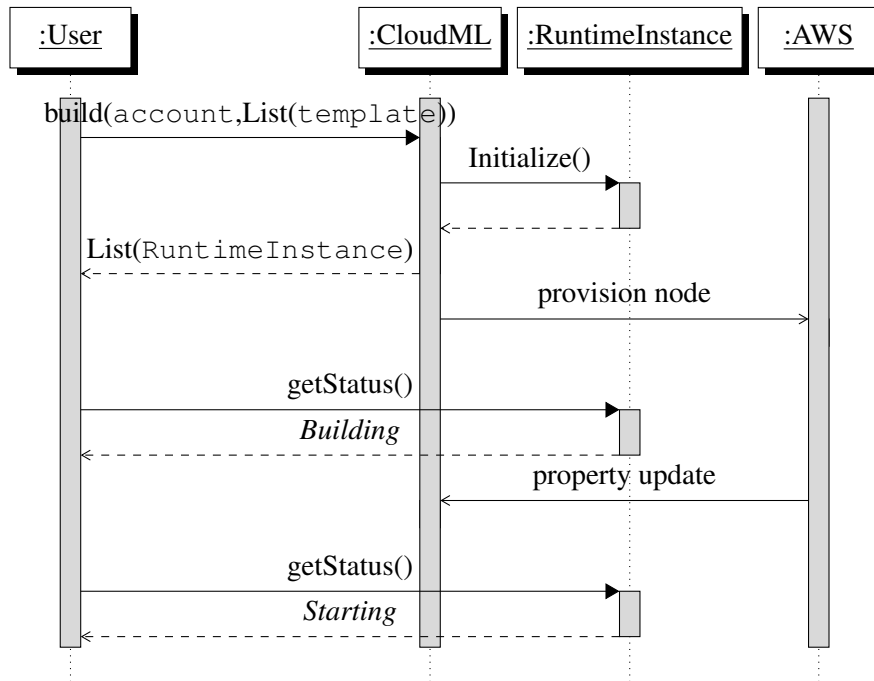 :User
:CloudML
:RuntimeInstance
:AWS
build(account,List(template))
Initialize()
List(RuntimeInstance)
provision node
getStatus()
Building
property update
getStatus()
Starting